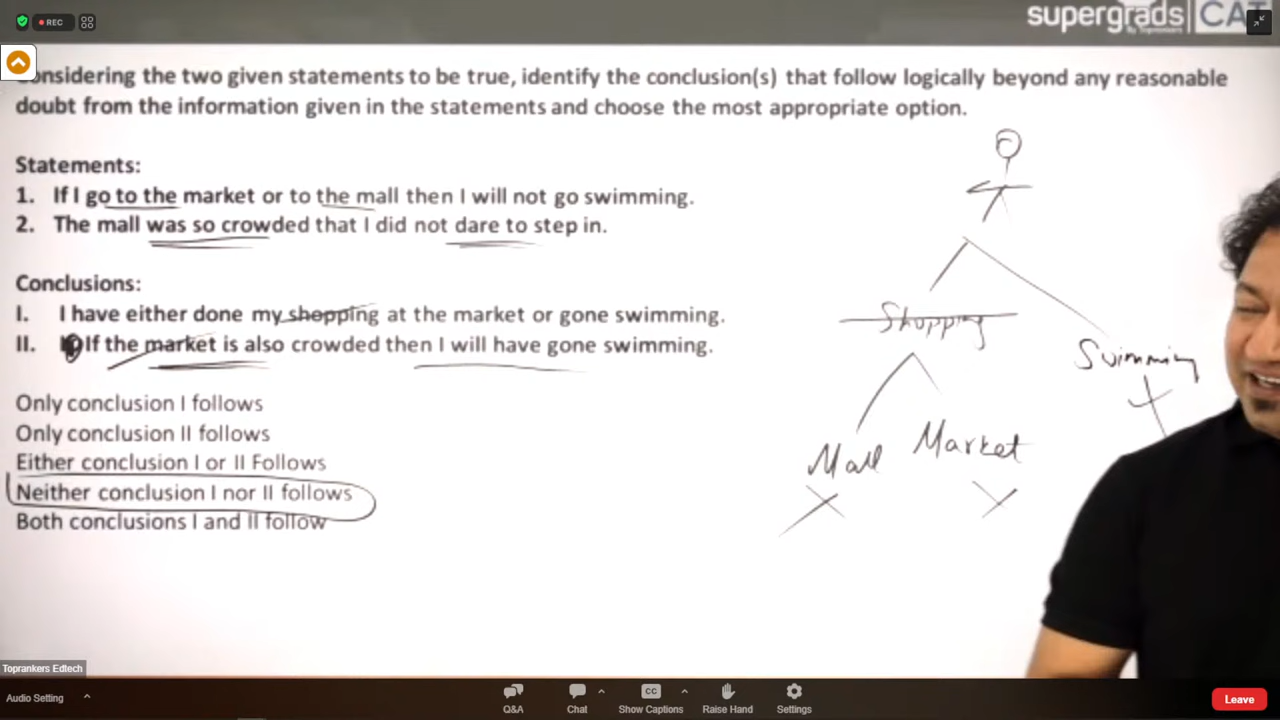 REC
supergrads CAT
By Toprankers
onsidering the two given statements to be true, identify the conclusion(s) that follow logically beyond any reasonable
doubt from the information given in the statements and choose the most appropriate option.
Statements:
1. If I go to the market or to the mall then I will not go swimming.
2. The mall was so crowded that I did not dare to step in.
Conclusions:
I. I have either done my shopping at the market or gone swimming.
II. If the market is also crowded then I will have gone swimming.
Only conclusion I follows
Only conclusion II follows
Either conclusion I or II Follows
Neither conclusion I nor II follows
Both conclusions I and II follow
Shopping
Swimming
Mall Market
Toprankers Edtech
Audio Setting
Q&A
Chat
CC
Show Captions
Raise Hand
Settings
Leave